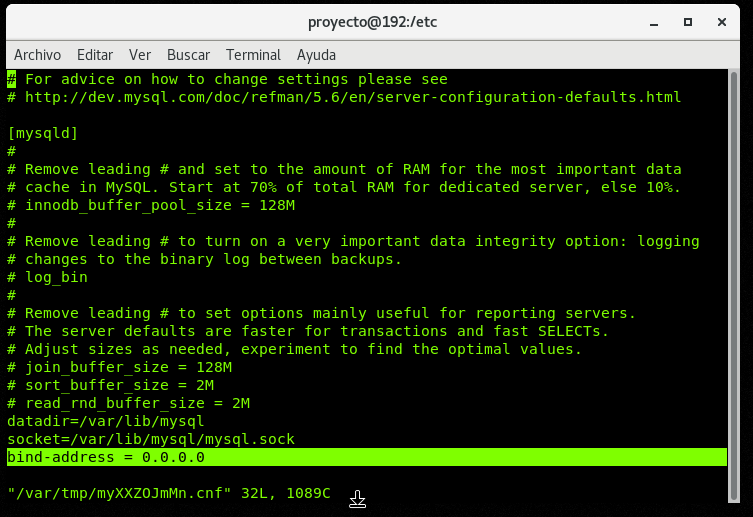 proyecto@192:/etc
Archivo Editar Ver Buscar Terminal Ayuda
# For advice on how to change settings please see
# http://dev.mysql.com/doc/refman/5.6/en/server-configuration-defaults.html
[mysqld]
#
# Remove leading # and set to the amount of RAM for the most important data
# cache in MySQL. Start at 70% of total RAM for dedicated server, else 10%.
# innodb_buffer_pool_size = 128M
#
# Remove leading # to turn on a very important data integrity option: logging
# changes to the binary log between backups.
# log_bin
#
# Remove leading # to set options mainly useful for reporting servers.
# The server defaults are faster for transactions and fast SELECTs.
# Adjust sizes as needed, experiment to find the optimal values.
# join_buffer_size = 128M
# sort_buffer_size = 2M
# read_rnd_buffer_size = 2M
datadir=/var/lib/mysql
socket=/var/lib/mysql/mysql.sock
bind-address = 0.0.0.0
"/var/tmp/myXXZOJmMn.cnf" 32L, 1089C